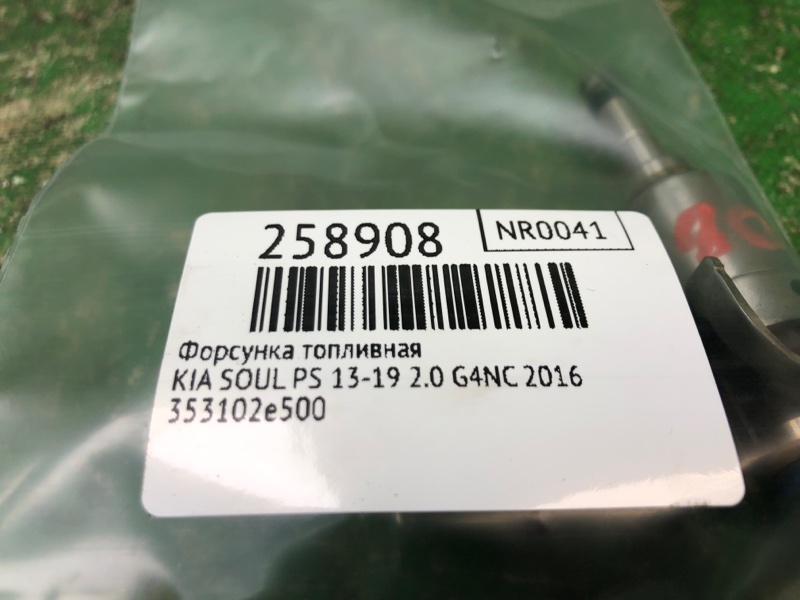 258908
NR0041
Форсунка топливная
KIA SOUL PS 13-19 2.0 G4NC 2016
353102e500